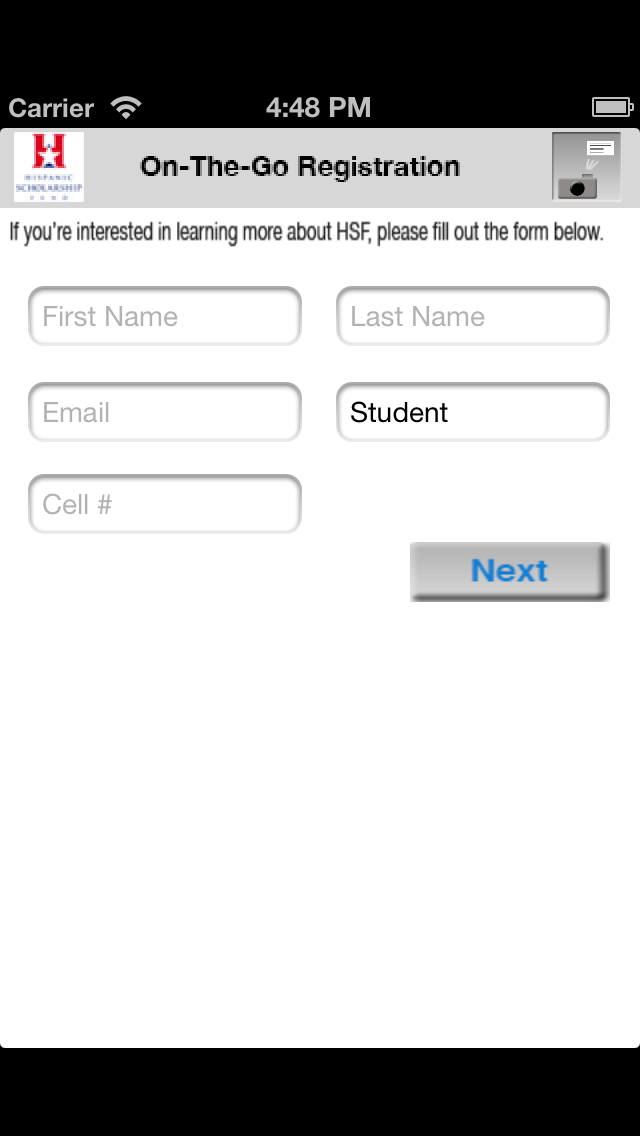 Carrier 4:48 PM
HISPANIC
SCHOLARSHIP
FUND
On-The-Go Registration
If you're interested in learning more about HSF, please fill out the form below.
First Name Last Name
Email Student
Cell #
Next